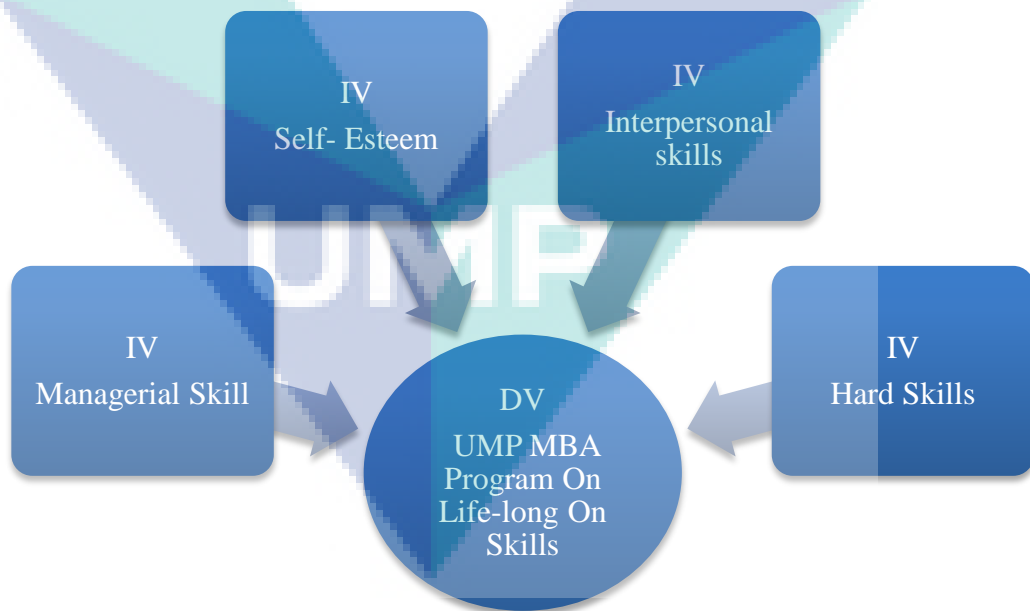 IV
Self- Esteem
IV
Interpersonal
skills
UMP
IV
Managerial Skill
IV
Hard Skills
DV
UMP MBA
Program On
Life-long On
Skills